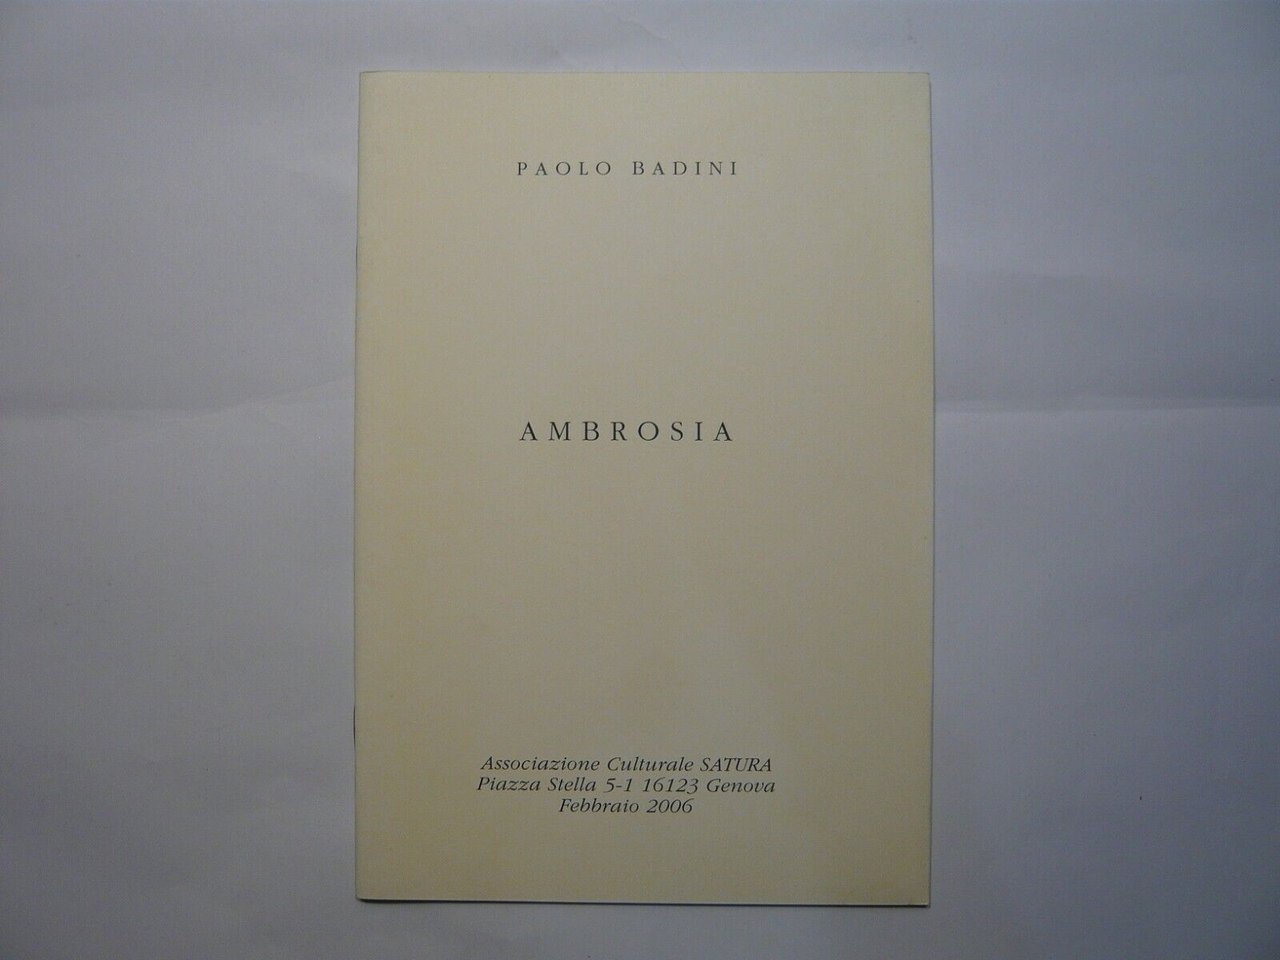 PAOLO BADINI
AMBROSIA
Associazione Culturale SATURA
Piazza Stella 5-1 16123 Genova
Febbraio 2006